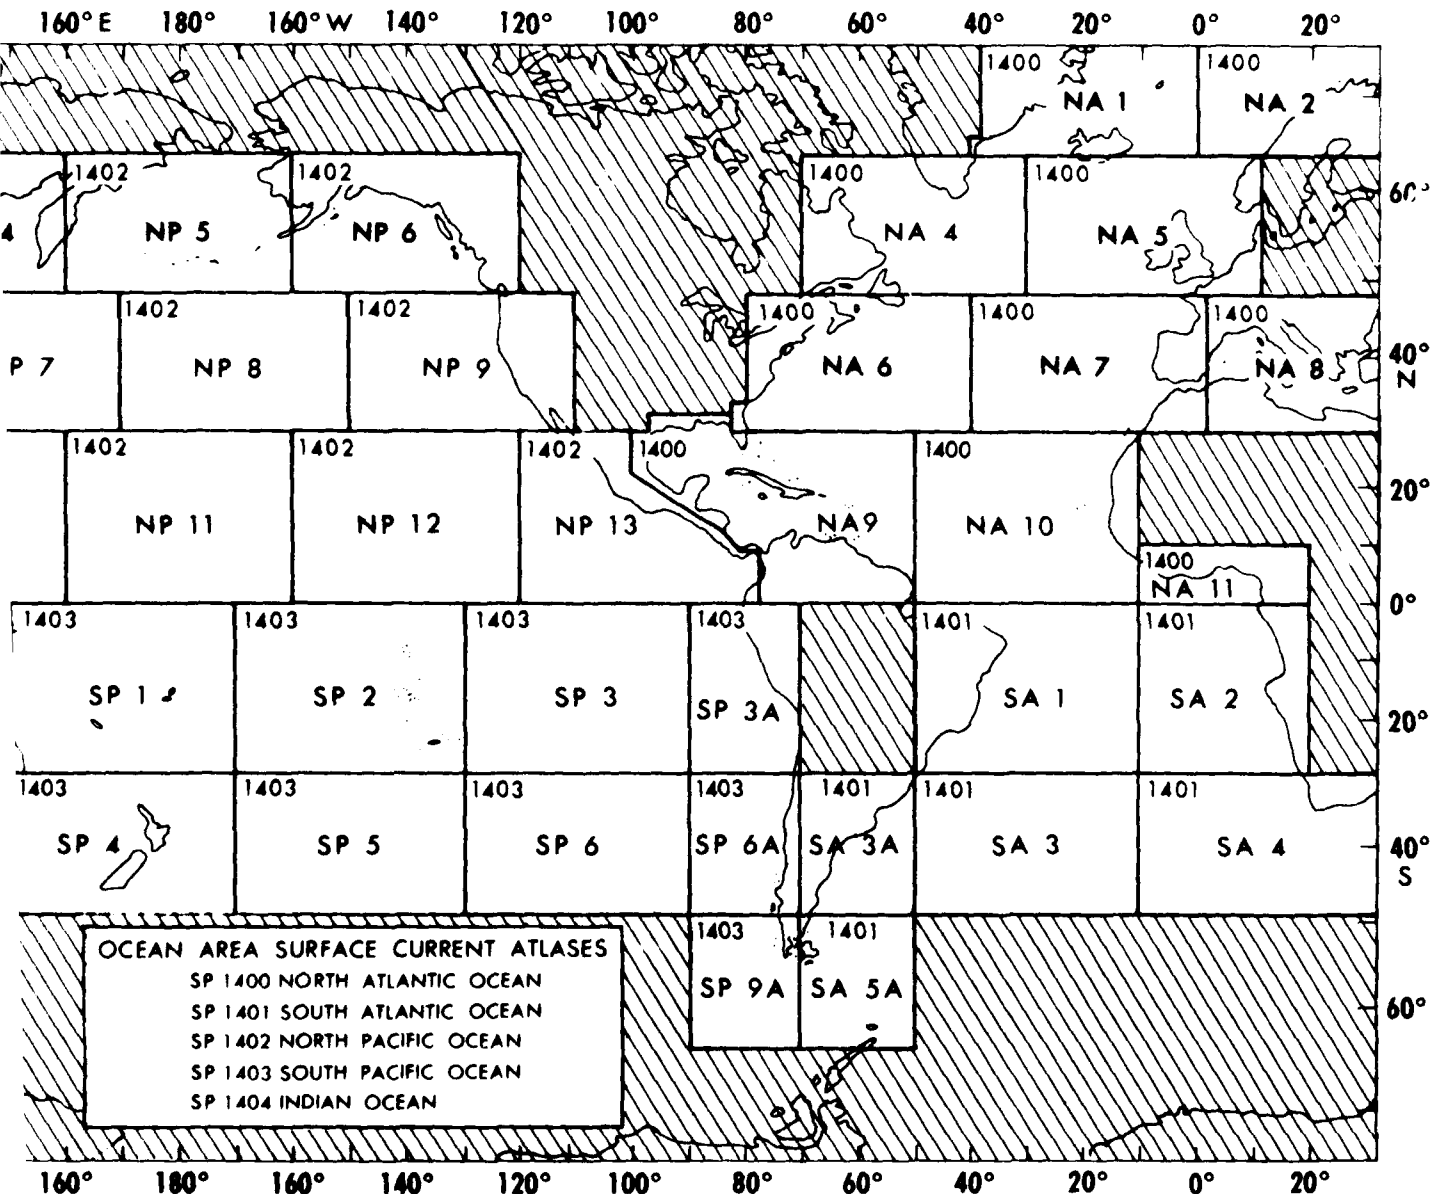 160° E 180° 160° W 140° 120° 100° 80° 60° 40° 20° 0° 20°
1400 1400
NA 1 NA 2
1402 1402 1400 1400
60°
4 NP 5 NP 6 NA 4 NA 5
1402 1402 1400 1400 1400
40°
N
P 7 NP 8 NP 9 NA 6 NA 7 NA 8
1402 1402 1402 1400 1400
20°
NP 11 NP 12 NP 13 NA9 NA 10
1400
NA 11
0°
1403 1403 1403 1403 1401 1401
SP 1 SP 2 SP 3 SP 3A SA 1 SA 2
20°
1403 1403 1403 1403 1401 1401 1401
SP 4 SP 5 SP 6 SP 6A SA 3A SA 3 SA 4
40°
S
1403 1401
SP 9A SA 5A
60°
OCEAN AREA SURFACE CURRENT ATLASES
SP 1400 NORTH ATLANTIC OCEAN
SP 1401 SOUTH ATLANTIC OCEAN
SP 1402 NORTH PACIFIC OCEAN
SP 1403 SOUTH PACIFIC OCEAN
SP 1404 INDIAN OCEAN
160° 180° 160° 140° 120° 100° 80° 60° 40° 20° 0° 20°